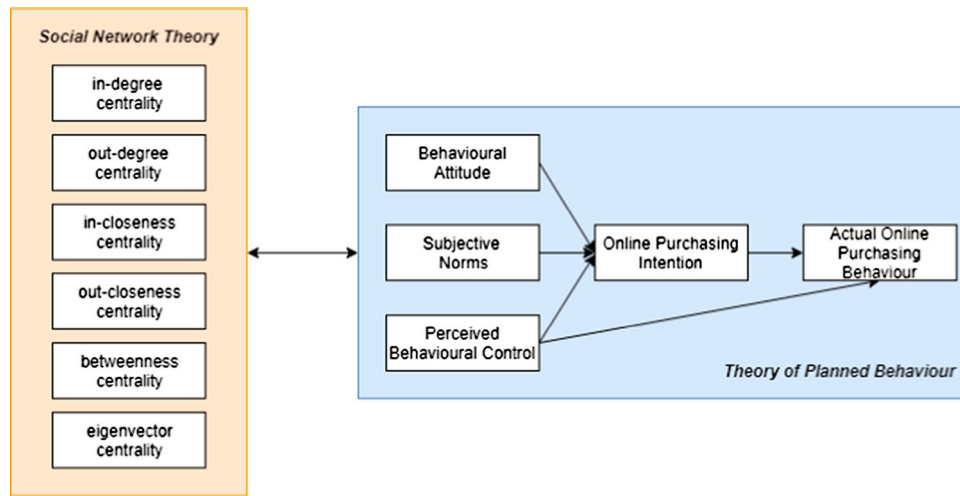 Social Network Theory
in-degree
centrality
out-degree
centrality
in-closeness
centrality
out-closeness
centrality
betweenness
centrality
eigenvector
centrality
Behavioural
Attitude
Subjective
Norms
Perceived
Behavioural Control
Online Purchasing
Intention
Actual Online
Purchasing
Behaviour
Theory of Planned Behaviour